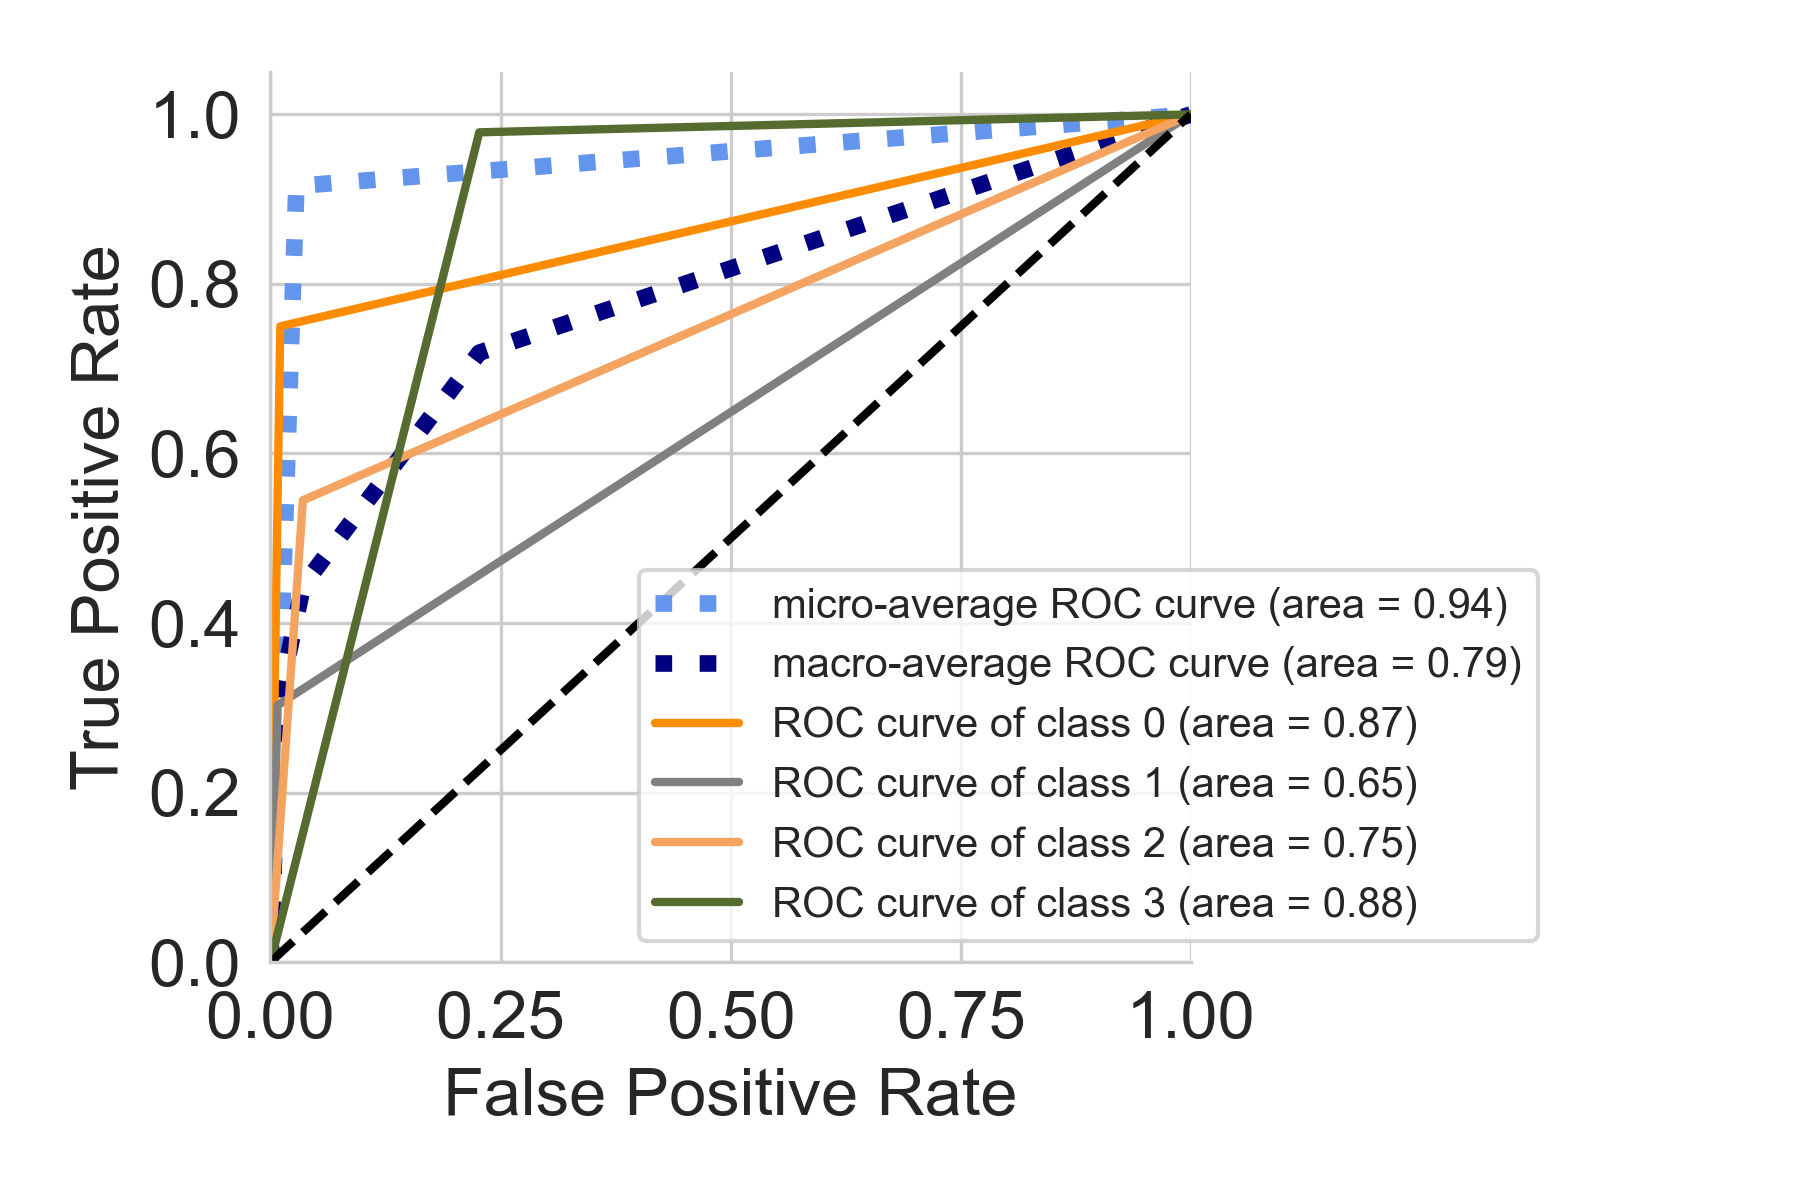 True Positive Rate
1.0
0.8
0.6
0.4
0.2
0.0
micro-average ROC curve (area = 0.94)
macro-average ROC curve (area = 0.79)
ROC curve of class 0 (area = 0.87)
ROC curve of class 1 (area = 0.65)
ROC curve of class 2 (area = 0.75)
ROC curve of class 3 (area = 0.88)
0.00 0.25 0.50 0.75 1.00
False Positive Rate